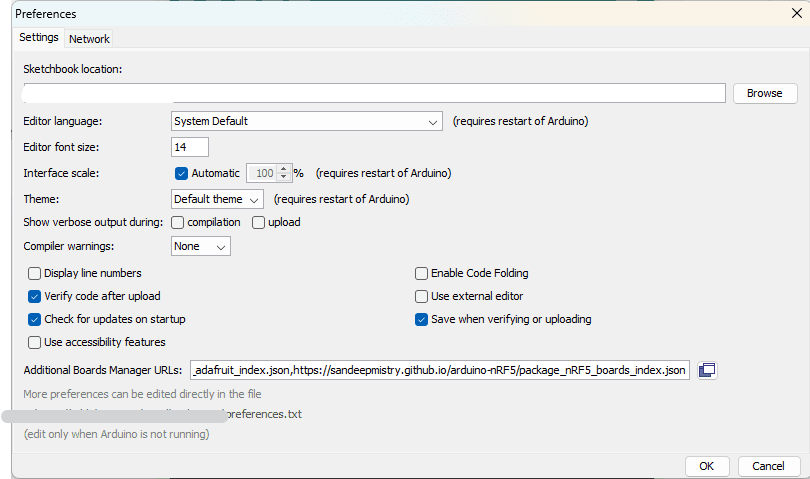 Preferences
Settings Network
Sketchbook location:
Browse
Editor language: System Default (requires restart of Arduino)
Editor font size: 14
Interface scale: Automatic 100 % (requires restart of Arduino)
Theme: Default theme (requires restart of Arduino)
Show verbose output during: compilation upload
Compiler warnings: None
Display line numbers Enable Code Folding
Verify code after upload Use external editor
Check for updates on startup Save when verifying or uploading
Use accessibility features
Additional Boards Manager URLs: _adafruit_index.json,https://sandeepmistry.github.io/arduino-nRF5/package_nRF5_boards_index.json
More preferences can be edited directly in the file
preferences.txt
(edit only when Arduino is not running)
OK Cancel